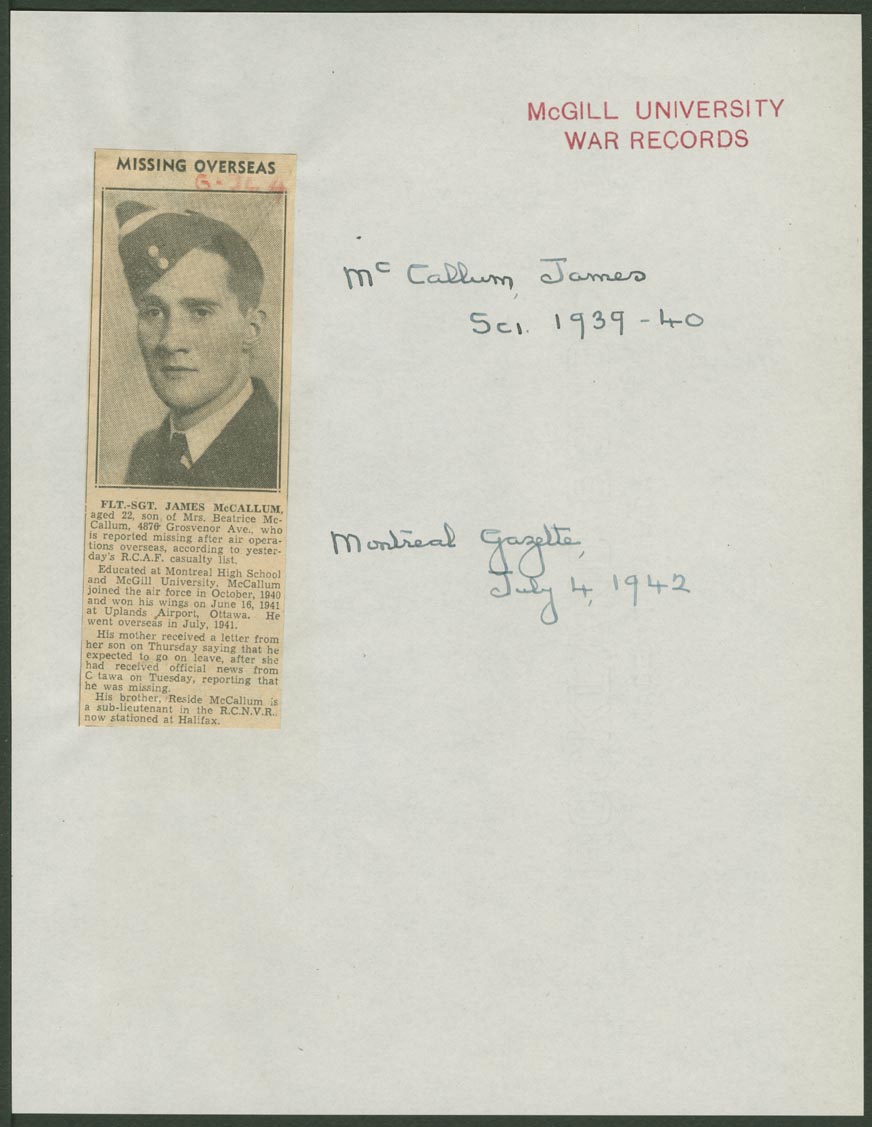 McGILL UNIVERSITY
WAR RECORDS
MISSING OVERSEAS
FLT.-SGT. JAMES McCALLUM,
aged 22, son of Mrs. Beatrice Mc-
Callum, 4876 Grosvenor Ave., who
is reported missing after air opera-
tions overseas, according to yester-
day's R.C.A.F. casualty list.
Educated at Montreal High School
and McGill University, McCallum
joined the air force in October, 1940
and won his wings on June 16, 1941
at Uplands Airport, Ottawa. He
went overseas in July, 1941.
His mother received a letter from
her son on Thursday saying that he
expected to go on leave, after she
had received official news from
C tawa on Tuesday, reporting that
he was missing.
His brother, Reside McCallum is
a sub-lieutenant in the R.C.N.V.R.
now stationed at Halifax.
Mc Callum, James
Sci. 1939-40
Montreal Gazette,
July 4, 1942